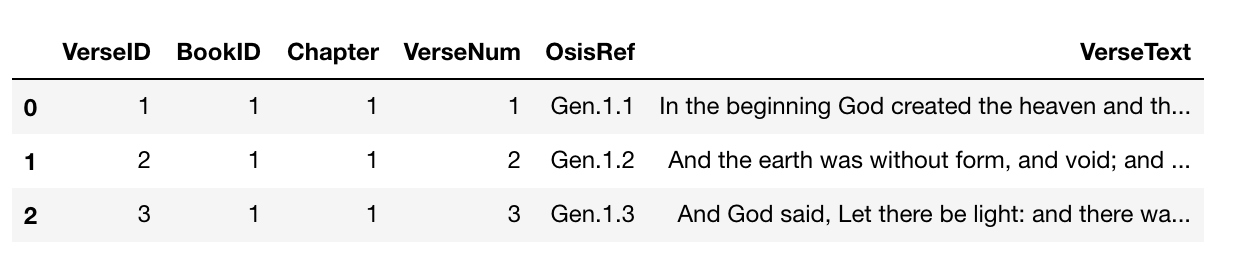 VerseID BookID Chapter VerseNum OsisRef VerseText
0 1 1 1 1 Gen.1.1 In the beginning God created the heaven and th...
1 2 1 1 2 Gen.1.2 And the earth was without form, and void; and ...
2 3 1 1 3 Gen.1.3 And God said, Let there be light: and there wa...